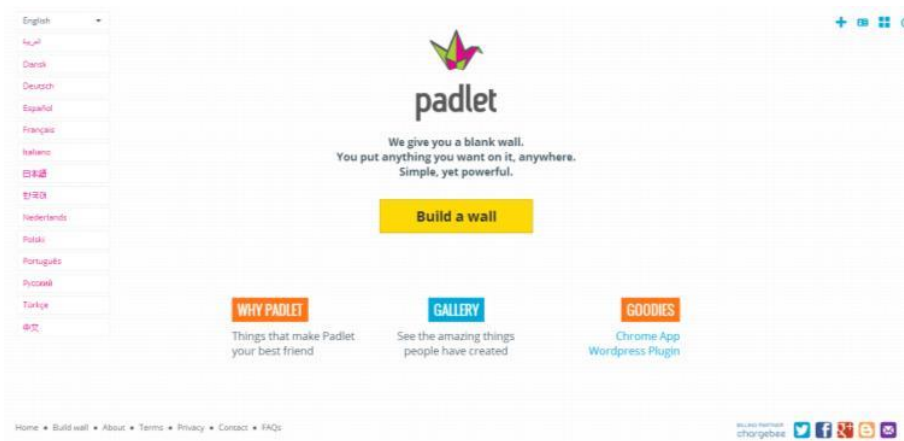 English
العربية
Dansk
Deutsch
Español
Français
Italiano
日本語
한국어
Nederlands
Polski
Português
Русский
Türkçe
中文
padlet
We give you a blank wall.
You put anything you want on it, anywhere.
Simple, yet powerful.
Build a wall
WHY PADLET
Things that make Padlet
your best friend
GALLERY
See the amazing things
people have created
GOODIES
Chrome App
Wordpress Plugin
Home • Build wall • About • Terms • Privacy • Contact • FAQs
BILLING PARTNER
chargebee